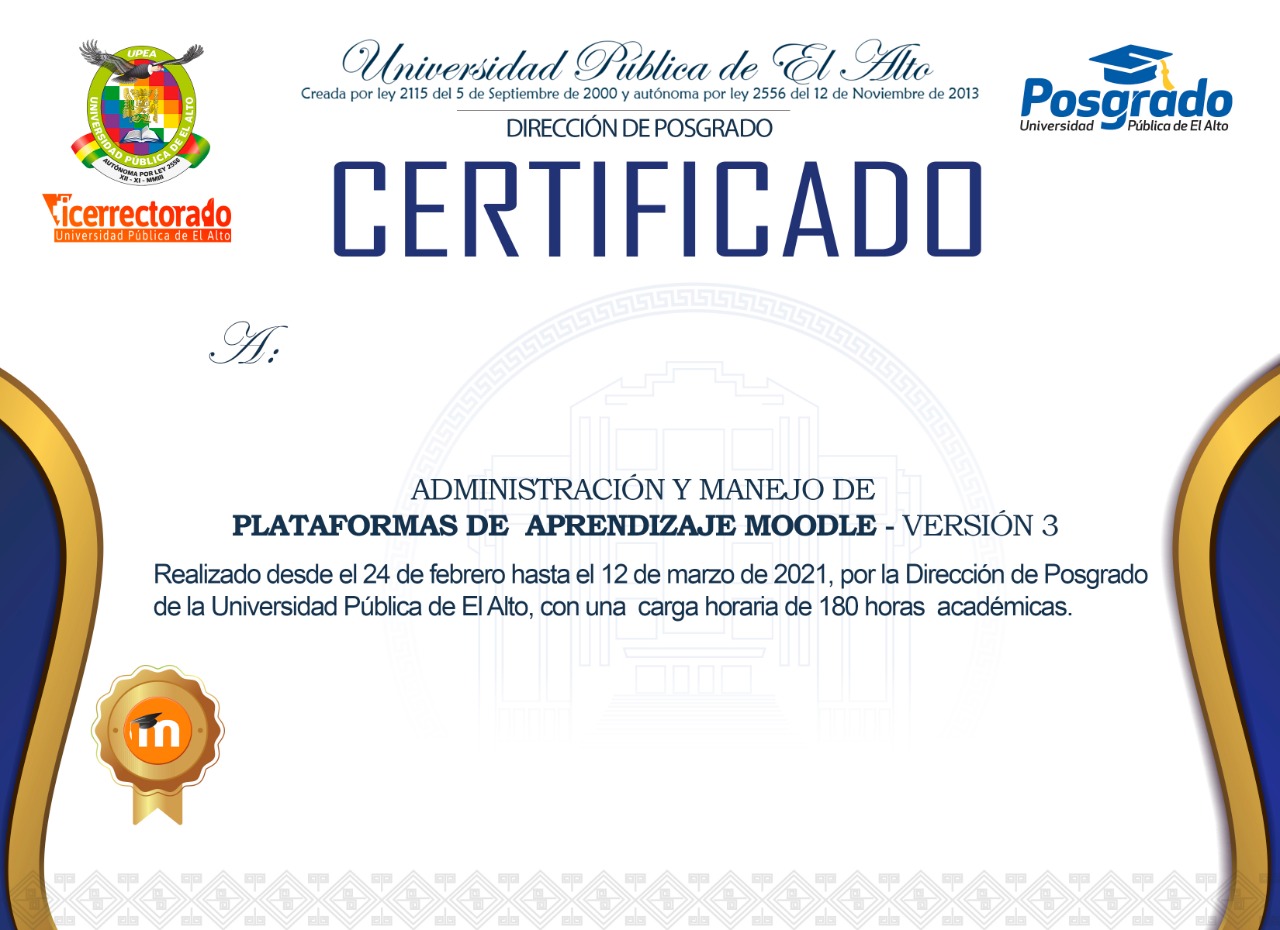 UPEA
UNIVERSIDAD PÚBLICA DE EL ALTO
AUTÓNOMA POR LEY 2556
XII - XI - MMIII
Vicerrectorado
Universidad Pública de El Alto
Universidad Pública de El Alto
Creada por ley 2115 del 5 de Septiembre de 2000 y autónoma por ley 2556 del 12 de Noviembre de 2013
DIRECCIÓN DE POSGRADO
Posgrado
Universidad Pública de El Alto
CERTIFICADO
A:
ADMINISTRACIÓN Y MANEJO DE
PLATAFORMAS DE APRENDIZAJE MOODLE - VERSIÓN 3
Realizado desde el 24 de febrero hasta el 12 de marzo de 2021, por la Dirección de Posgrado
de la Universidad Pública de El Alto, con una carga horaria de 180 horas académicas.
m